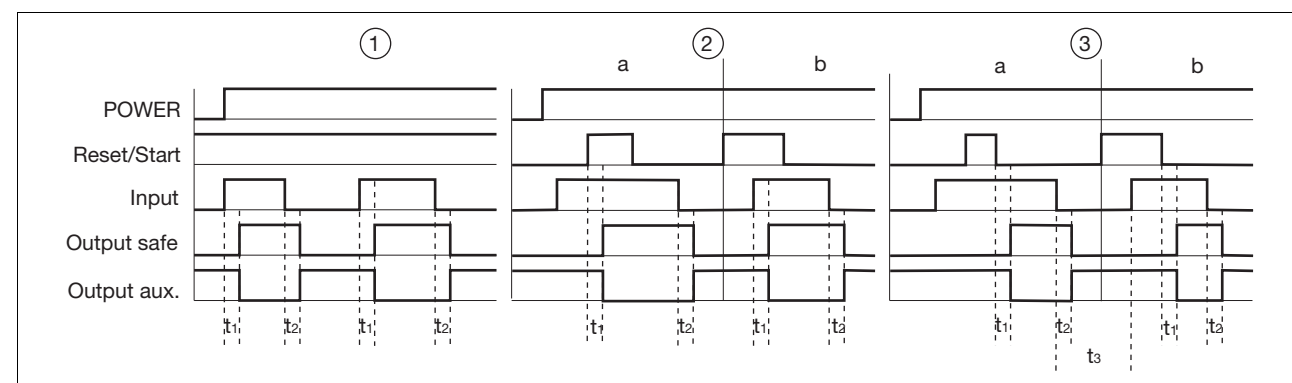 ① ② ③
a b a b
POWER
Reset/Start
Input
Output safe
Output aux.
t1 t2 t1 t2 t1 t2 t1 t2 t1 t2 t1 t2
t3